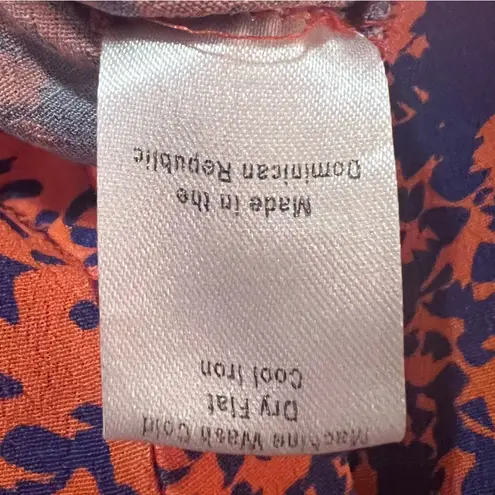 Machine Wash Cold
Dry Flat
Cool Iron
Made in the
Dominican Republic